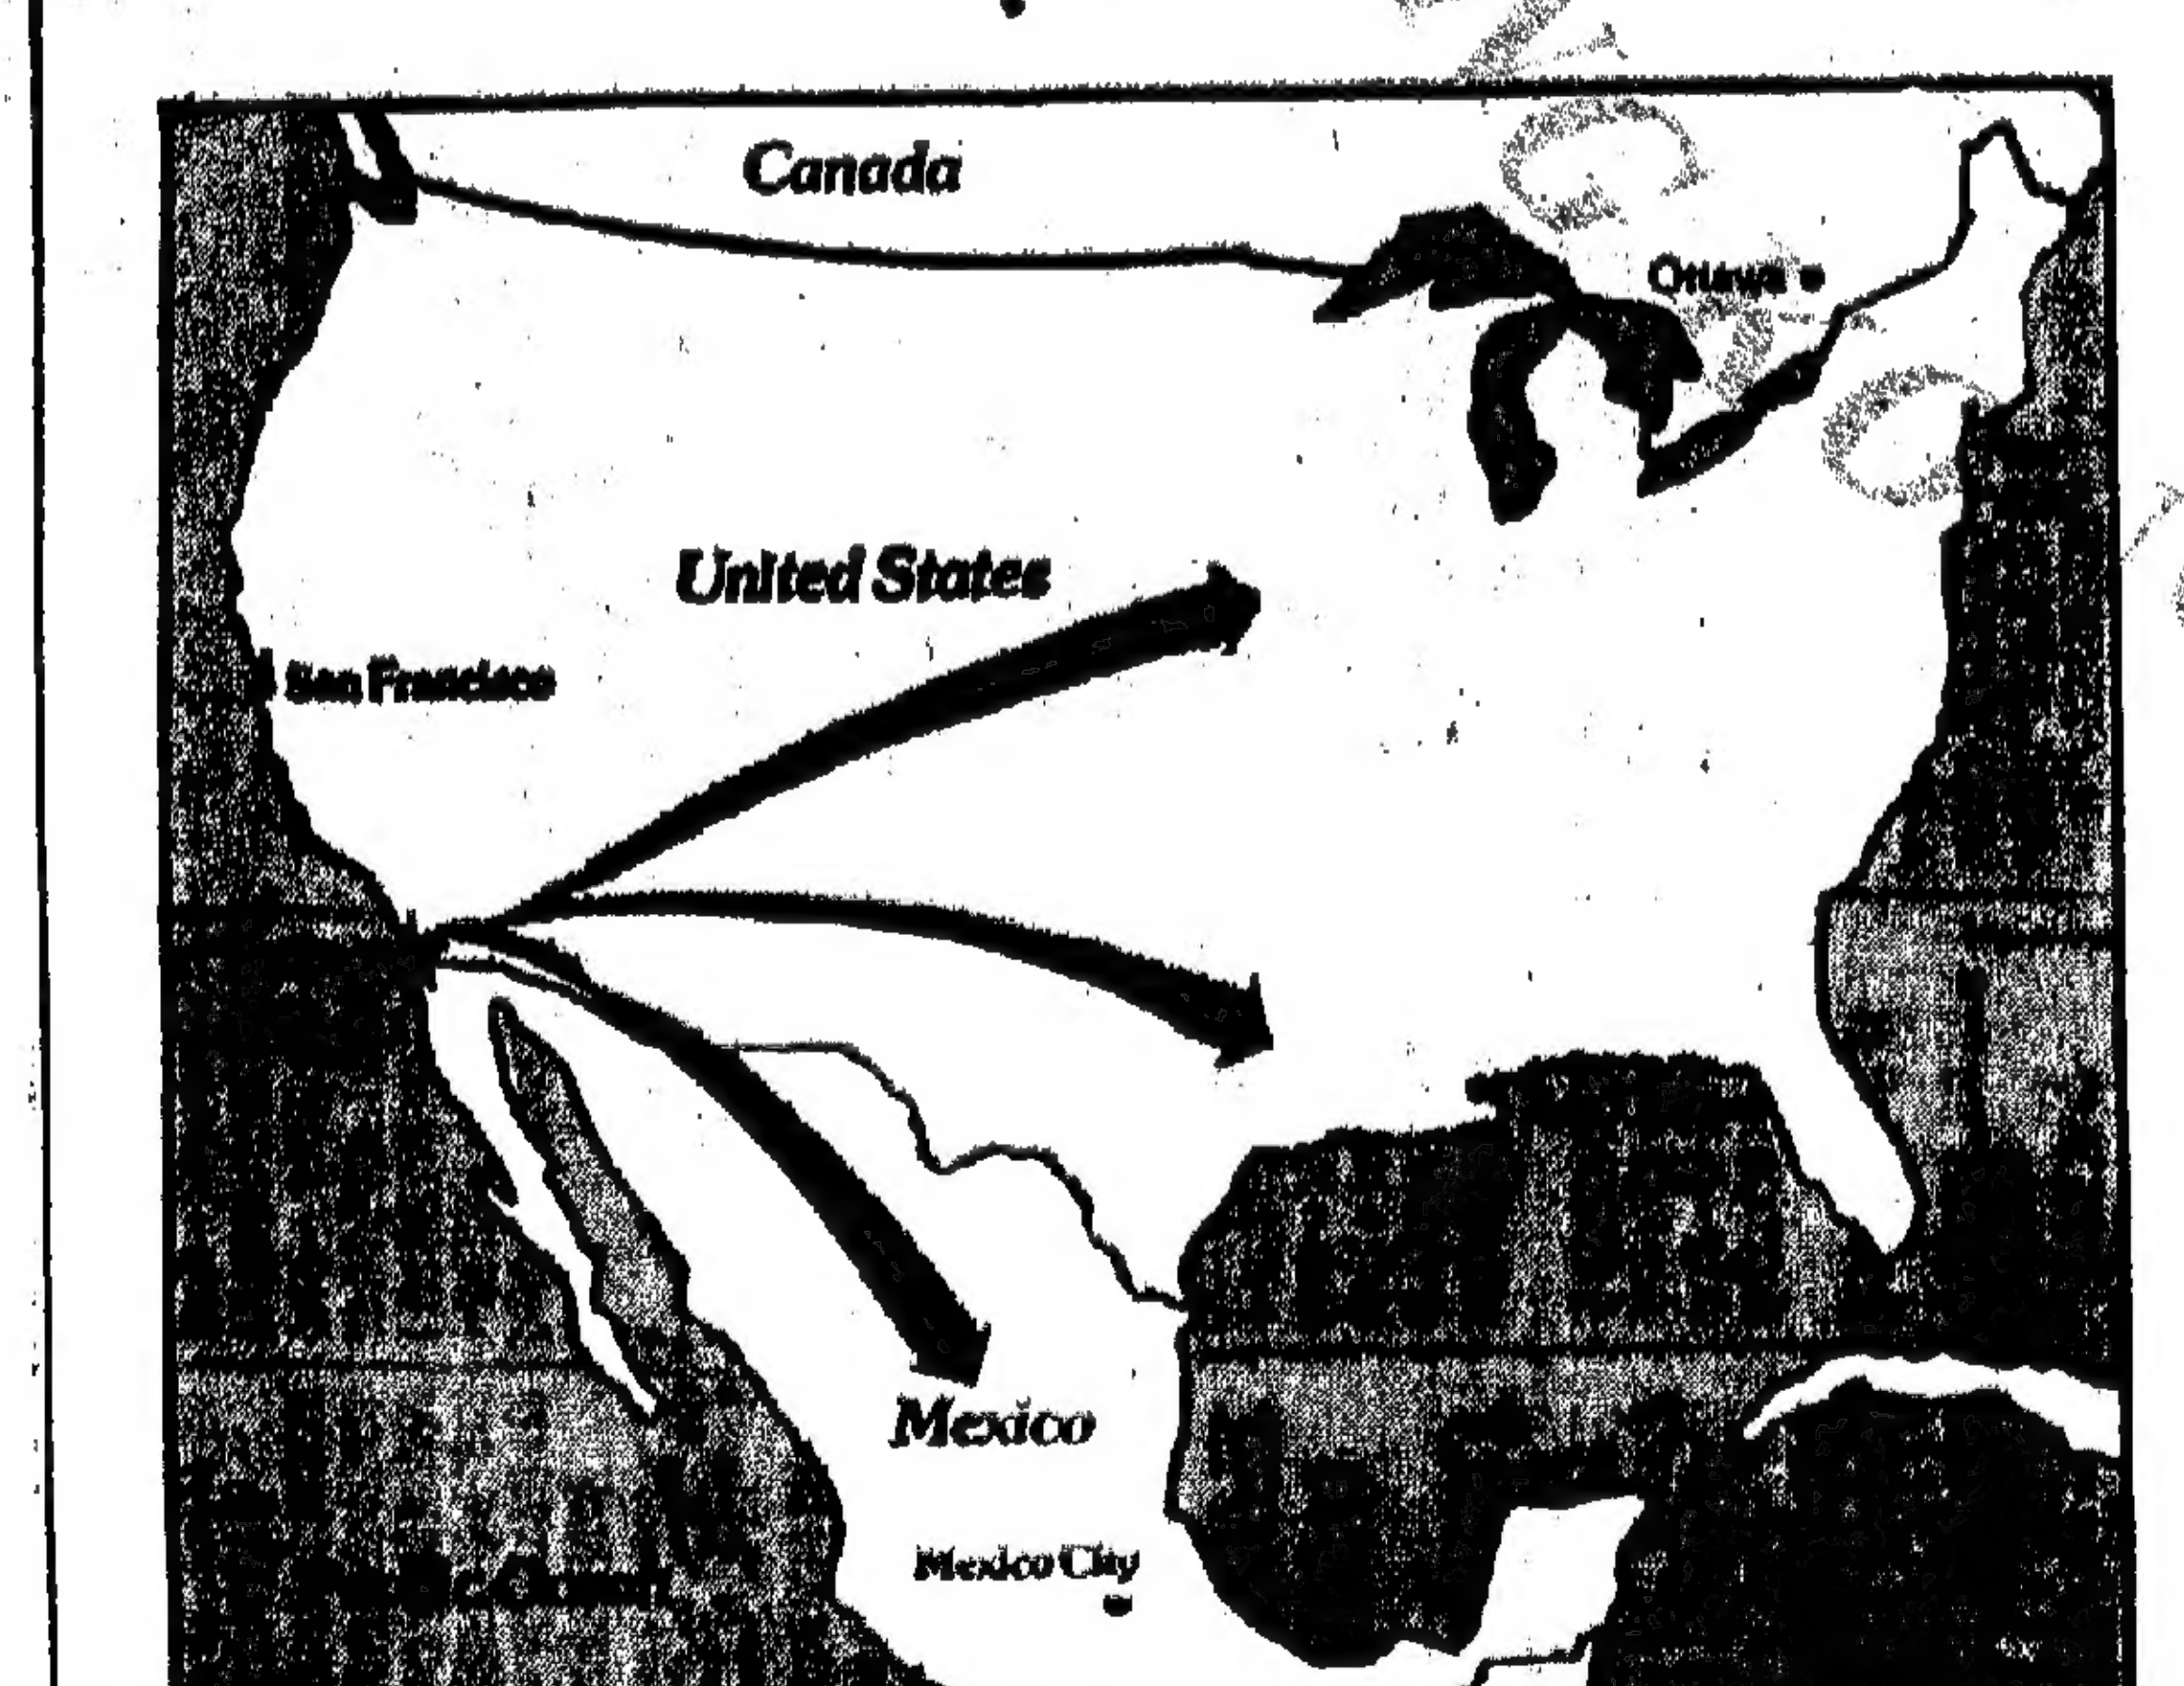 Canada
Ottawa
United States
San Francisco
Mexico
Mexico City